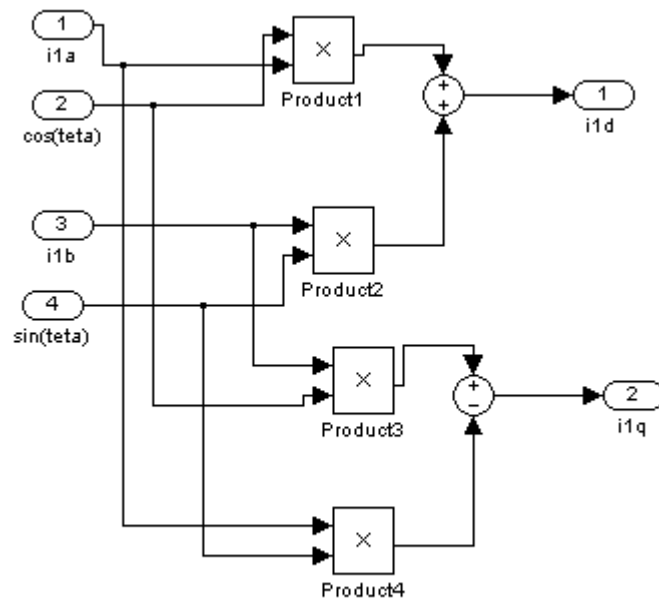 1
i1a
2
cos(teta)
3
i1b
4
sin(teta)
×
Product1
×
Product2
×
Product3
×
Product4
+
+
+
−
1
i1d
2
i1q